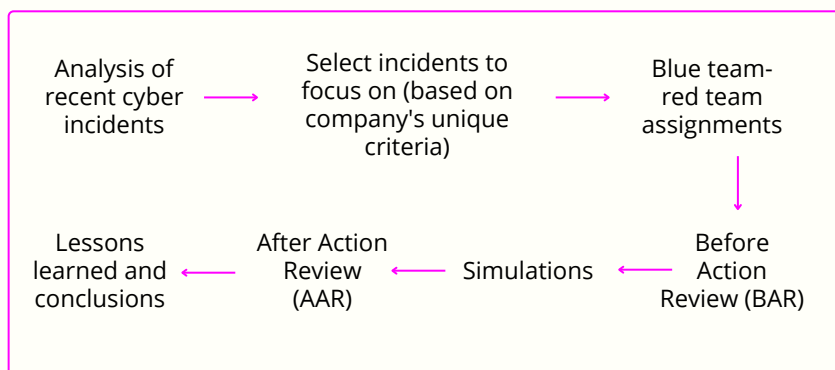 Analysis of
recent cyber
incidents
Select incidents to
focus on (based on
company's unique
criteria)
Blue team-
red team
assignments
Before
Action
Review (BAR)
Simulations
After Action
Review
(AAR)
Lessons
learned and
conclusions